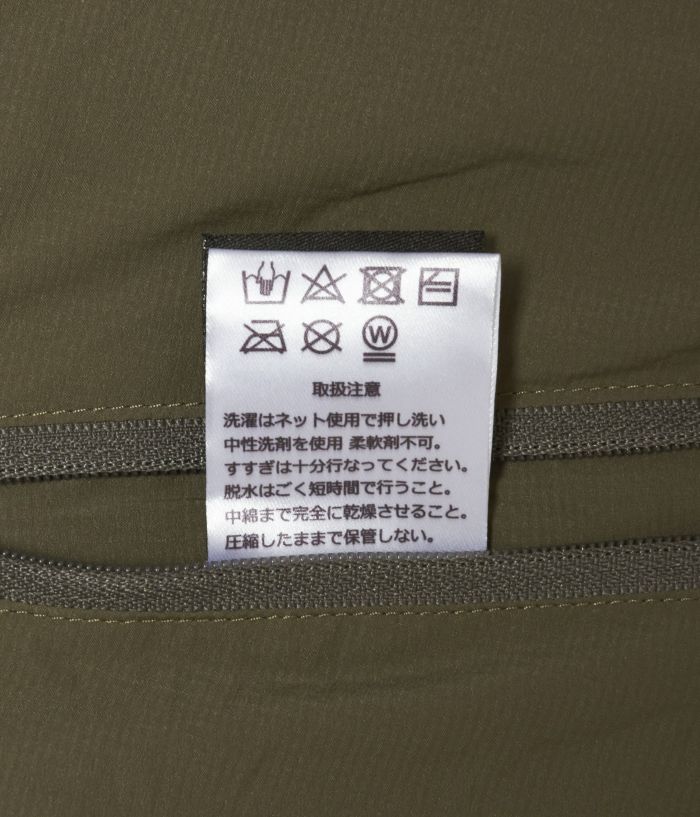 W
取扱注意
洗濯はネット使用で押し洗い
中性洗剤を使用 柔軟剤不可。
すすぎは十分行なってください。
脱水はごく短時間で行うこと。
中綿まで完全に乾燥させること。
圧縮したままで保管しない。